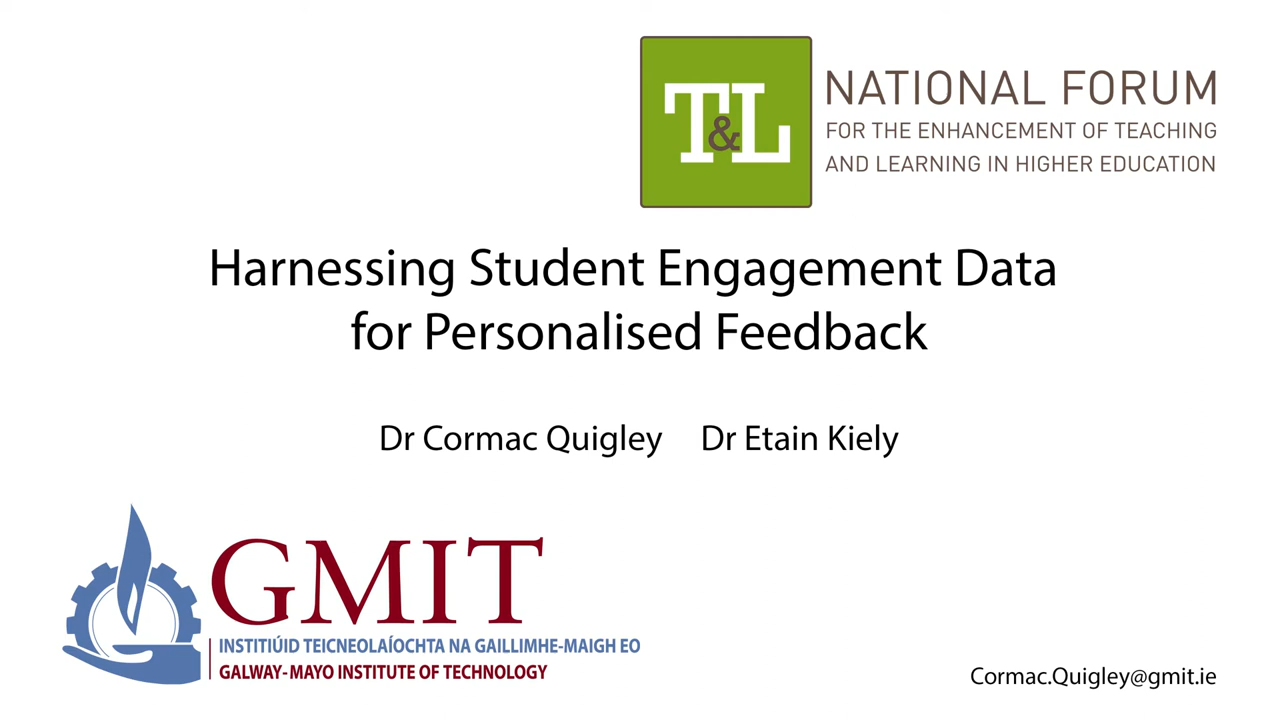 T&L
NATIONAL FORUM
FOR THE ENHANCEMENT OF TEACHING
AND LEARNING IN HIGHER EDUCATION
Harnessing Student Engagement Data
for Personalised Feedback
Dr Cormac Quigley Dr Etain Kiely
GMIT
INSTITIÚID TEICNEOLAÍOCHTA NA GAILLIMHE-MAIGH EO
GALWAY-MAYO INSTITUTE OF TECHNOLOGY
Cormac.Quigley@gmit.ie